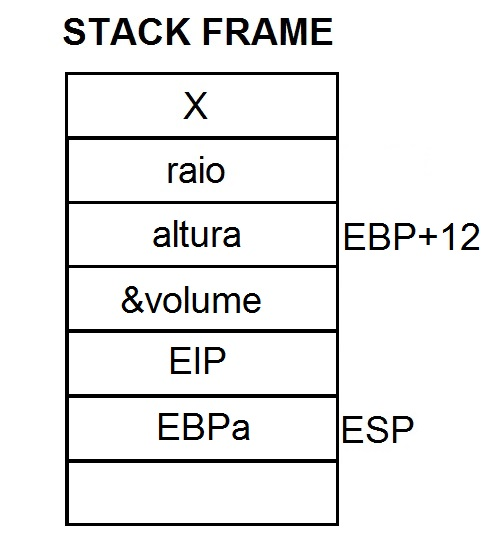 STACK FRAME
X
raio
altura EBP+12
&volume
EIP
EBPa ESP